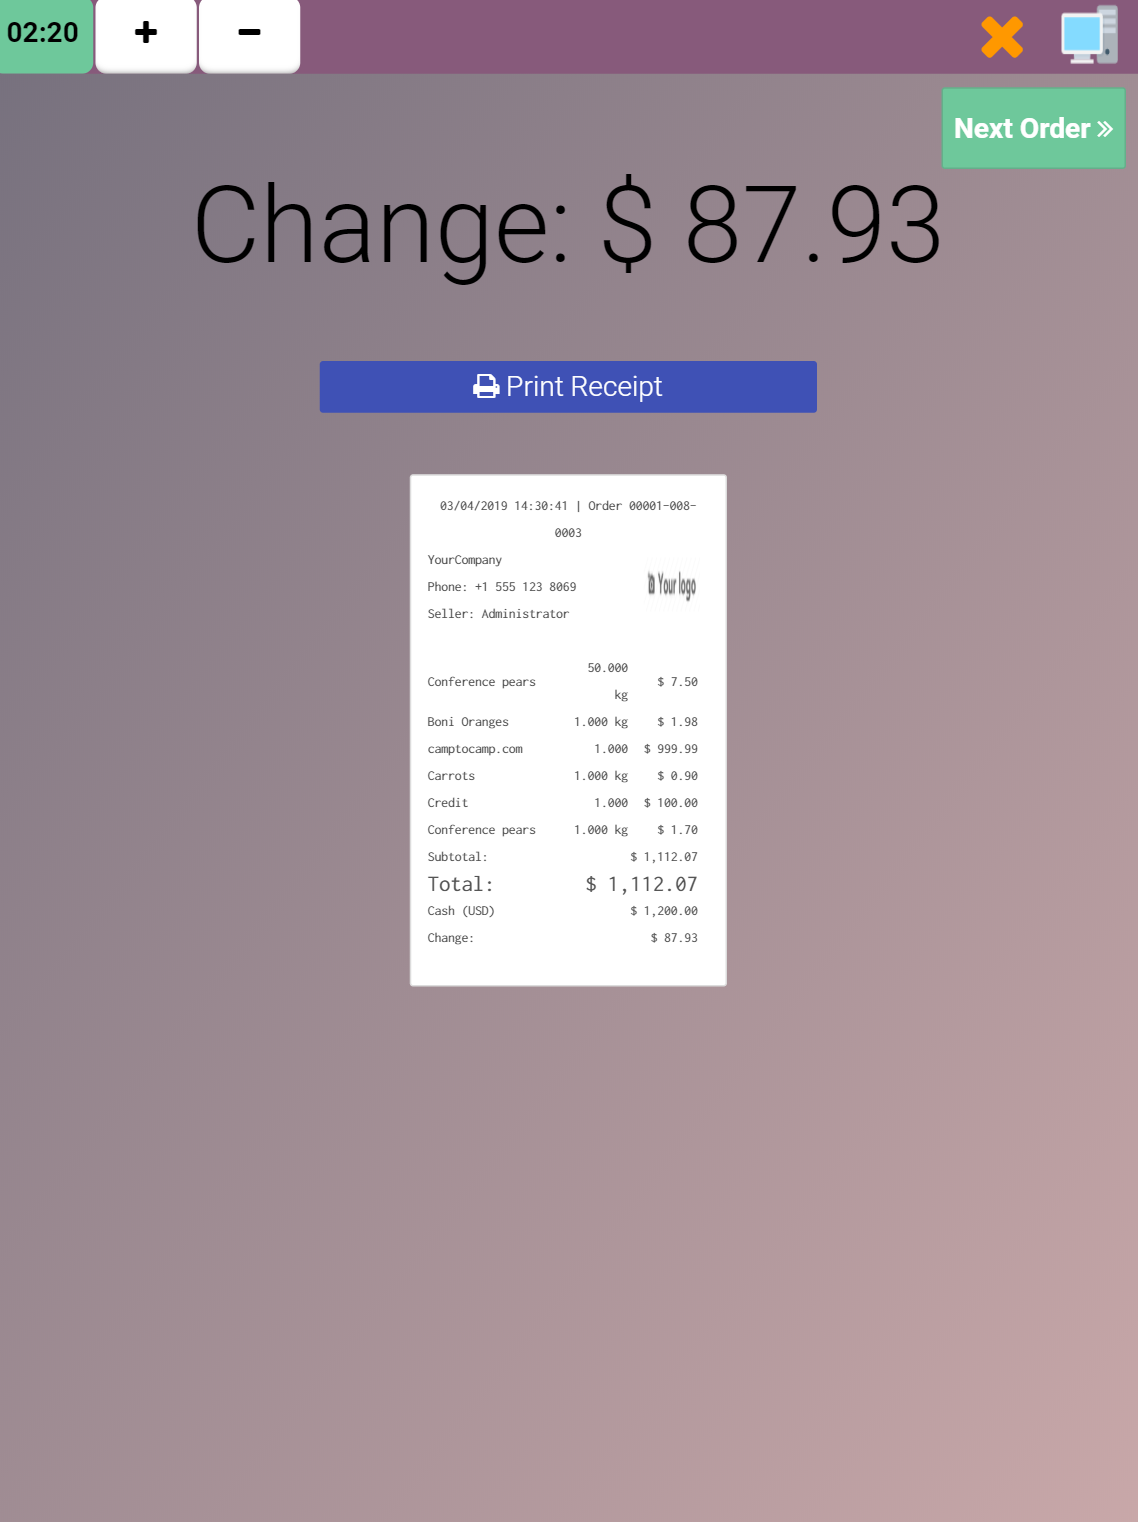 02:20
Next Order
Change: $ 87.93
Print Receipt
03/04/2019 14:30:41 | Order 00001-008-
0003
YourCompany
Phone: +1 555 123 8069
Your logo
Seller: Administrator
50.000
Conference pears $ 7.50
kg
Boni Oranges 1.000 kg $ 1.98
camptocamp.com 1.000 $ 999.99
Carrots 1.000 kg $ 0.90
Credit 1.000 $ 100.00
Conference pears 1.000 kg $ 1.70
Subtotal: $ 1,112.07
Total: $ 1,112.07
Cash (USD) $ 1,200.00
Change: $ 87.93